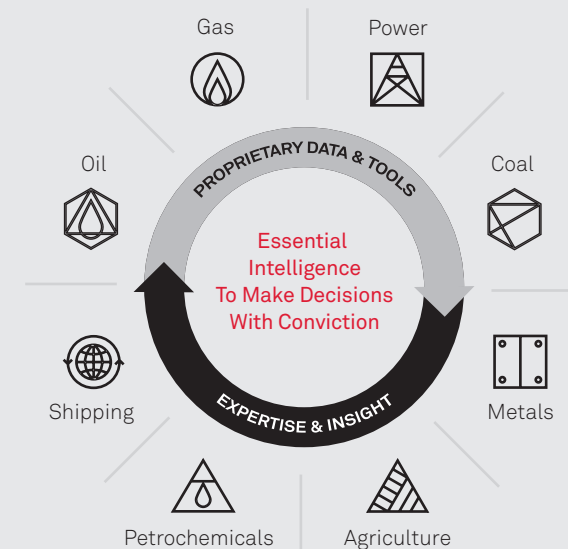 Gas
Power
Oil
Coal
PROPRIETARY DATA & TOOLS
Essential
Intelligence
To Make Decisions
With Conviction
EXPERTISE & INSIGHT
Shipping
Metals
Petrochemicals
Agriculture